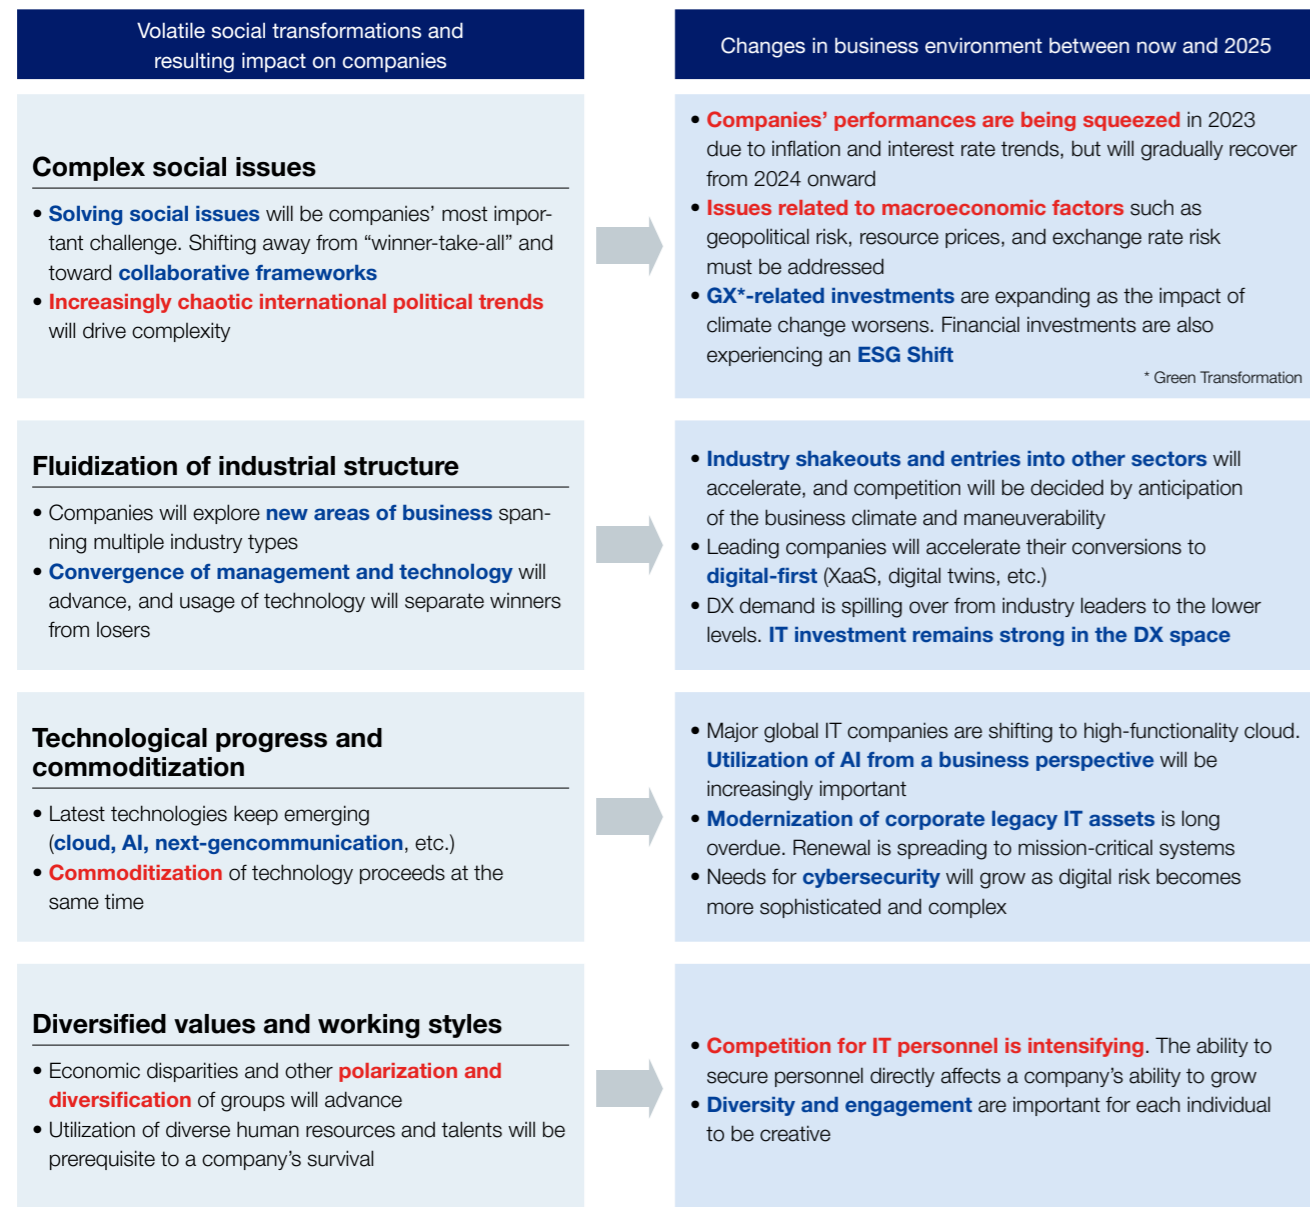 Volatile social transformations and
resulting impact on companies
Changes in business environment between now and 2025
Complex social issues
• Solving social issues will be companies’ most impor-
tant challenge. Shifting away from “winner-take-all” and
toward collaborative frameworks
• Increasingly chaotic international political trends
will drive complexity
• Companies’ performances are being squeezed in 2023
due to inflation and interest rate trends, but will gradually recover
from 2024 onward
• Issues related to macroeconomic factors such as
geopolitical risk, resource prices, and exchange rate risk
must be addressed
• GX*-related investments are expanding as the impact of
climate change worsens. Financial investments are also
experiencing an ESG Shift
* Green Transformation
Fluidization of industrial structure
• Companies will explore new areas of business span-
ning multiple industry types
• Convergence of management and technology will
advance, and usage of technology will separate winners
from losers
• Industry shakeouts and entries into other sectors will
accelerate, and competition will be decided by anticipation
of the business climate and maneuverability
• Leading companies will accelerate their conversions to
digital-first (XaaS, digital twins, etc.)
• DX demand is spilling over from industry leaders to the lower
levels. IT investment remains strong in the DX space
Technological progress and
commoditization
• Latest technologies keep emerging
(cloud, AI, next-gencommunication, etc.)
• Commoditization of technology proceeds at the
same time
• Major global IT companies are shifting to high-functionality cloud.
Utilization of AI from a business perspective will be
increasingly important
• Modernization of corporate legacy IT assets is long
overdue. Renewal is spreading to mission-critical systems
• Needs for cybersecurity will grow as digital risk becomes
more sophisticated and complex
Diversified values and working styles
• Economic disparities and other polarization and
diversification of groups will advance
• Utilization of diverse human resources and talents will be
prerequisite to a company’s survival
• Competition for IT personnel is intensifying. The ability to
secure personnel directly affects a company’s ability to grow
• Diversity and engagement are important for each individual
to be creative